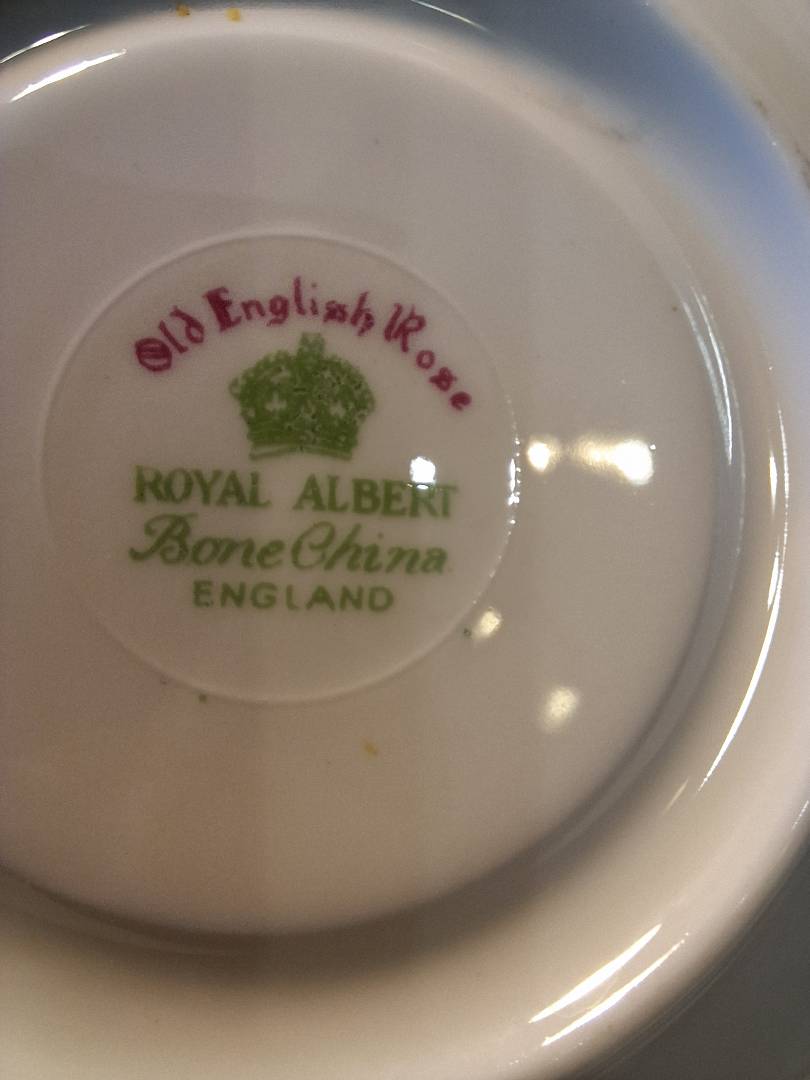 Old English Rose
ROYAL ALBERT
Bone China
ENGLAND